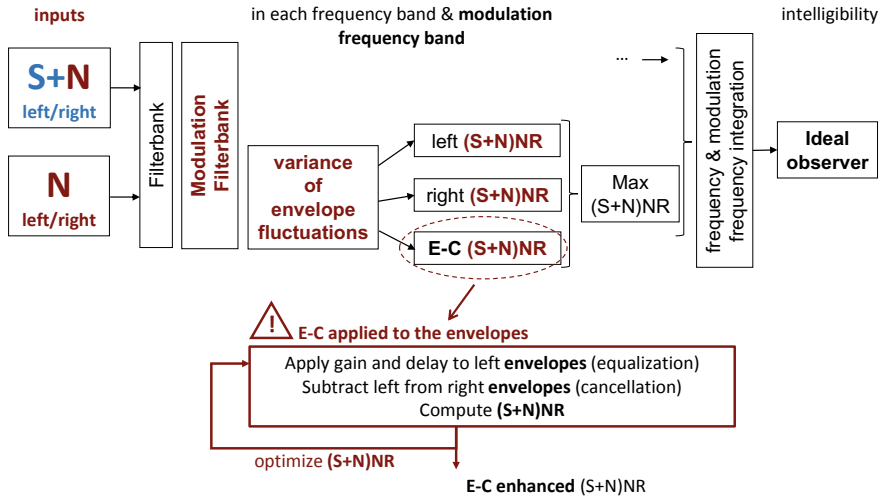 inputs
in each frequency band & modulation
frequency band
intelligibility
S+N
left/right
N
left/right
Filterbank
Modulation
Filterbank
variance
of
envelope
fluctuations
left (S+N)NR
right (S+N)NR
E-C (S+N)NR
Max
(S+N)NR
...
frequency & modulation
frequency integration
Ideal
observer
!
E-C applied to the envelopes
Apply gain and delay to left envelopes (equalization)
Subtract left from right envelopes (cancellation)
Compute (S+N)NR
optimize (S+N)NR
E-C enhanced (S+N)NR